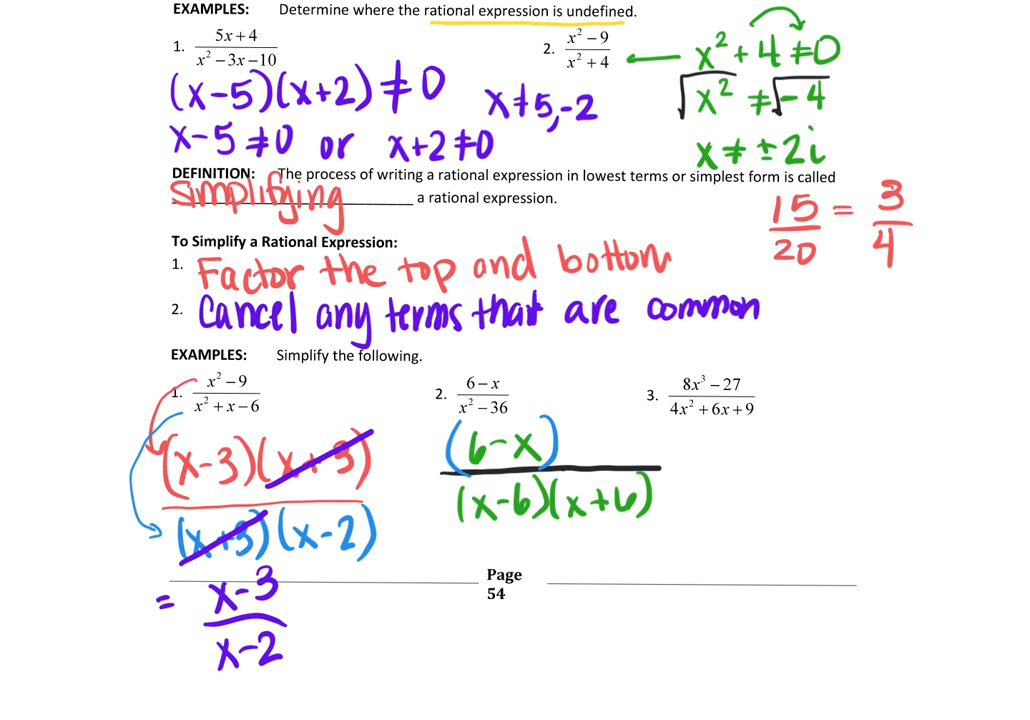 EXAMPLES: Determine where the rational expression is undefined.
1. (5x + 4)/(x² − 3x − 10)
2. (x² − 9)/(x² + 4)
x² + 4 ≠ 0
(x−5)(x+2) ≠ 0
x ≠ 5, −2
√x² ≠ √−4
x−5 ≠ 0 or x+2 ≠ 0
x ≠ ± 2i
DEFINITION: The process of writing a rational expression in lowest terms or simplest form is called
simplifying a rational expression.
15/20 = 3/4
To Simplify a Rational Expression:
1. Factor the top and bottom
2. Cancel any terms that are common
EXAMPLES: Simplify the following.
1. (x² − 9)/(x² + x − 6)
2. (6 − x)/(x² − 36)
3. (8x³ − 27)/(4x² + 6x + 9)
(x−3)(x+3)
(x+3)(x−2)
(6−x)
(x−6)(x+6)
Page
54
= x−3
x−2